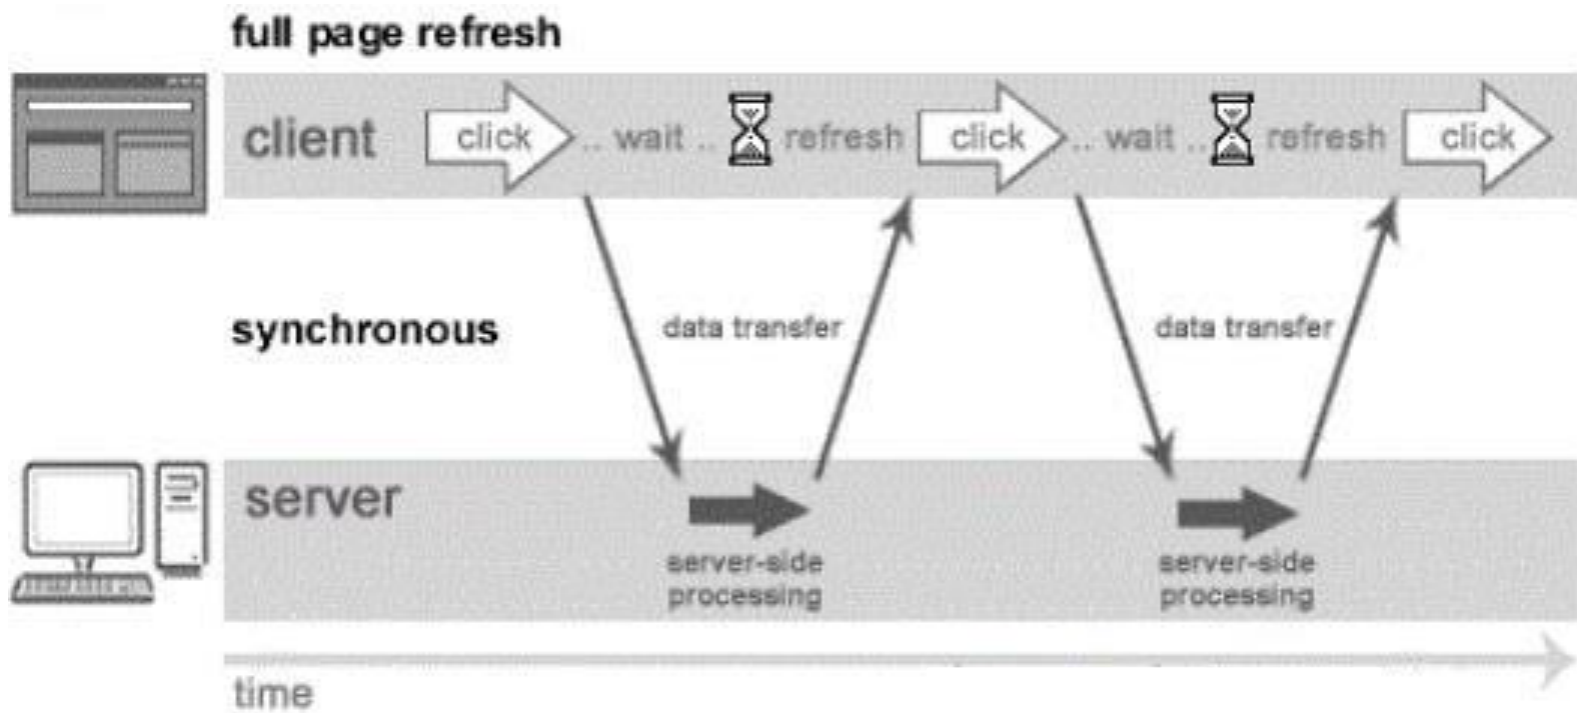 full page refresh
client click .. wait .. refresh click .. wait .. refresh click
synchronous data transfer data transfer
server
server-side processing
server-side processing
time